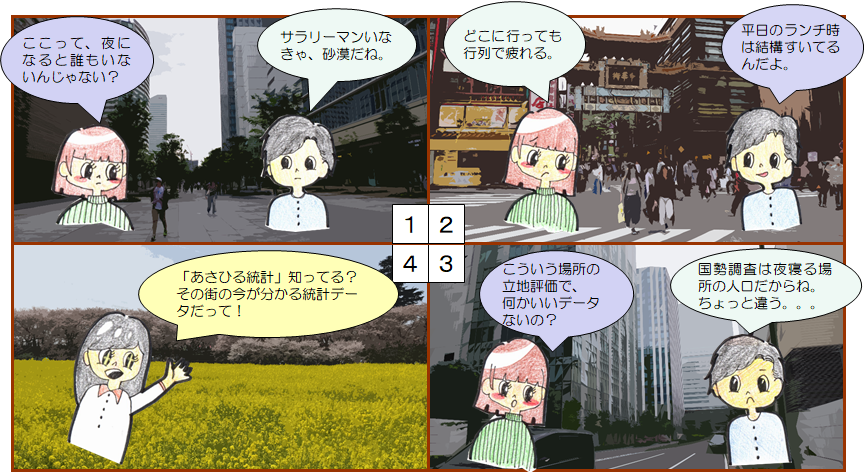 ここって、夜に
なると誰もいな
いんじゃない？
サラリーマンいな
きゃ、砂漠だね。
1
どこに行っても
行列で疲れる。
平日のランチ時
は結構すいてる
んだよ。
2
こういう場所の
立地評価で、
何かいいデータ
ないの？
国勢調査は夜寝る場
所の人口だからね。
ちょっと違う。。。
3
「あさひる統計」知ってる？
その街の今が分かる統計デー
タだって！
4